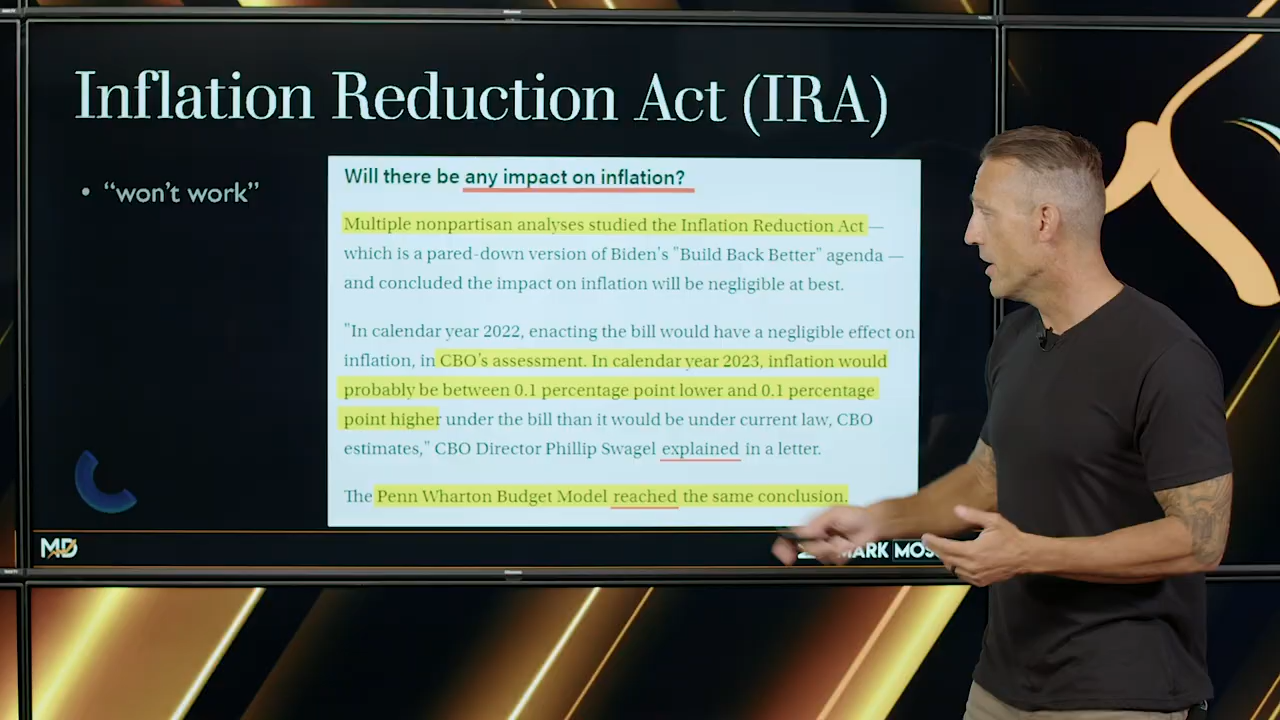 Inflation Reduction Act (IRA)
• “won’t work”
Will there be any impact on inflation?
Multiple nonpartisan analyses studied the Inflation Reduction Act —
which is a pared-down version of Biden's "Build Back Better" agenda —
and concluded the impact on inflation will be negligible at best.
"In calendar year 2022, enacting the bill would have a negligible effect on
inflation, in CBO's assessment. In calendar year 2023, inflation would
probably be between 0.1 percentage point lower and 0.1 percentage
point higher under the bill than it would be under current law, CBO
estimates," CBO Director Phillip Swagel explained in a letter.
The Penn Wharton Budget Model reached the same conclusion.
MD